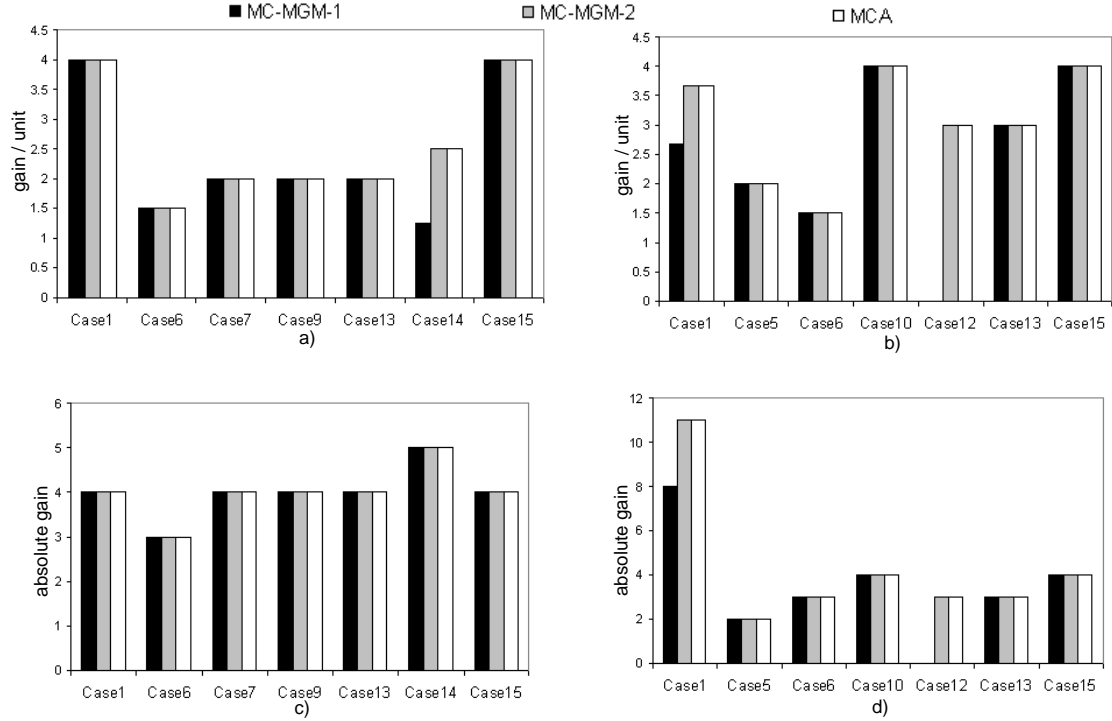 MC-MGM-1 MC-MGM-2 MCA
gain / unit
4.5
4
3.5
3
2.5
2
1.5
1
0.5
0
Case1 Case6 Case7 Case9 Case13 Case14 Case15
a)
gain / unit
4.5
4
3.5
3
2.5
2
1.5
1
0.5
0
Case1 Case5 Case6 Case10 Case12 Case13 Case15
b)
absolute gain
6
5
4
3
2
1
0
Case1 Case6 Case7 Case9 Case13 Case14 Case15
c)
absolute gain
12
10
8
6
4
2
0
Case1 Case5 Case6 Case10 Case12 Case13 Case15
d)